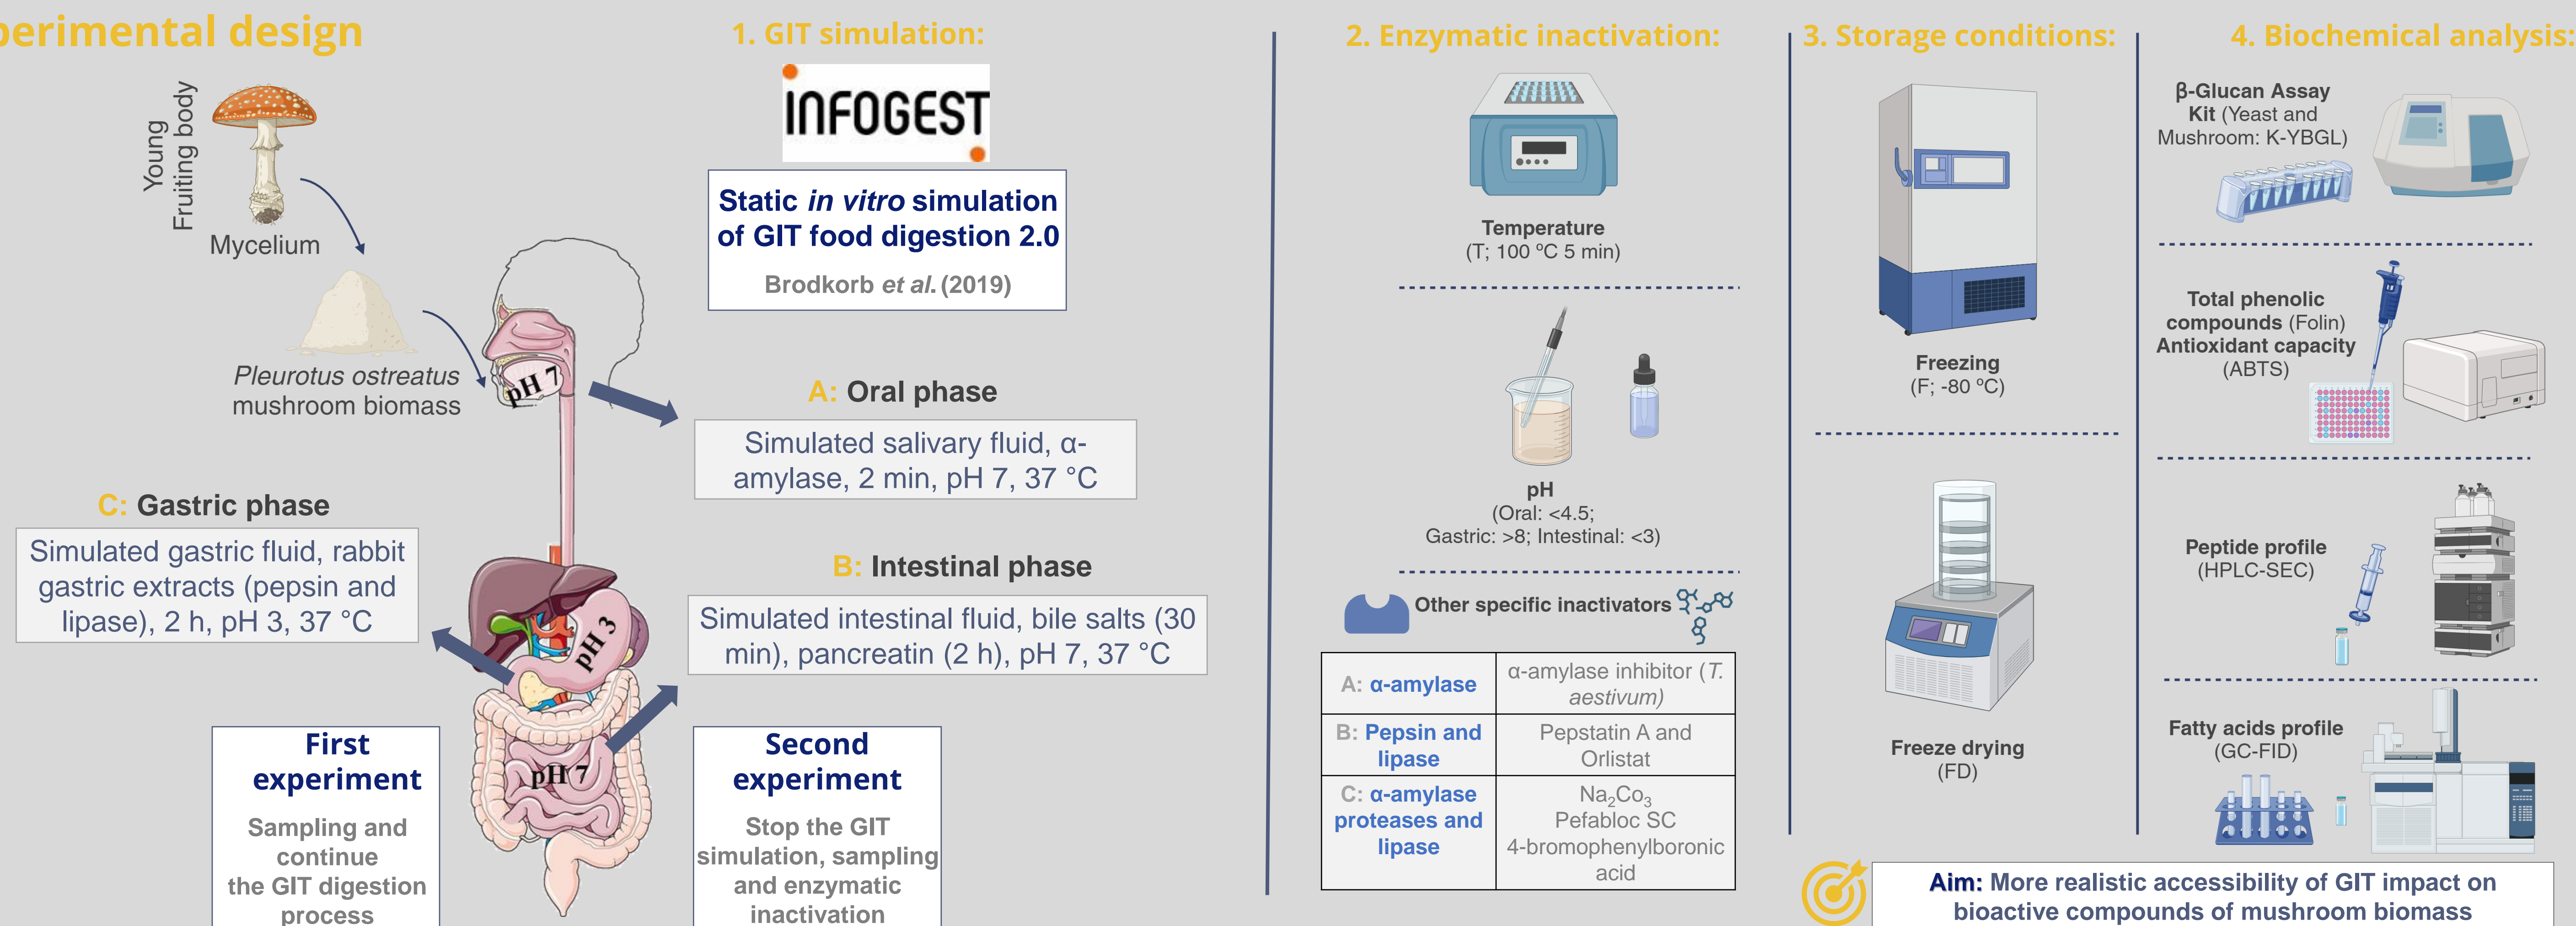 perimental design
Young
Fruiting body
Mycelium
Pleurotus ostreatus
mushroom biomass
1. GIT simulation:
INFOGEST
Static in vitro simulation
of GIT food digestion 2.0
Brodkorb et al. (2019)
pH 7
A: Oral phase
Simulated salivary fluid, α-
amylase, 2 min, pH 7, 37 °C
C: Gastric phase
Simulated gastric fluid, rabbit
gastric extracts (pepsin and
lipase), 2 h, pH 3, 37 °C
pH 3
B: Intestinal phase
Simulated intestinal fluid, bile salts (30
min), pancreatin (2 h), pH 7, 37 °C
pH 7
First
experiment
Sampling and
continue
the GIT digestion
process
Second
experiment
Stop the GIT
simulation, sampling
and enzymatic
inactivation
2. Enzymatic inactivation:
Temperature
(T; 100 ºC 5 min)
pH
(Oral: <4.5;
Gastric: >8; Intestinal: <3)
Other specific inactivators
A: α-amylase
α-amylase inhibitor (T.
aestivum)
B: Pepsin and
lipase
Pepstatin A and
Orlistat
C: α-amylase
proteases and
lipase
Na₂Co₃
Pefabloc SC
4-bromophenylboronic
acid
3. Storage conditions:
Freezing
(F; -80 ºC)
Freeze drying
(FD)
4. Biochemical analysis:
β-Glucan Assay
Kit (Yeast and
Mushroom: K-YBGL)
Total phenolic
compounds (Folin)
Antioxidant capacity
(ABTS)
Peptide profile
(HPLC-SEC)
Fatty acids profile
(GC-FID)
Aim: More realistic accessibility of GIT impact on
bioactive compounds of mushroom biomass